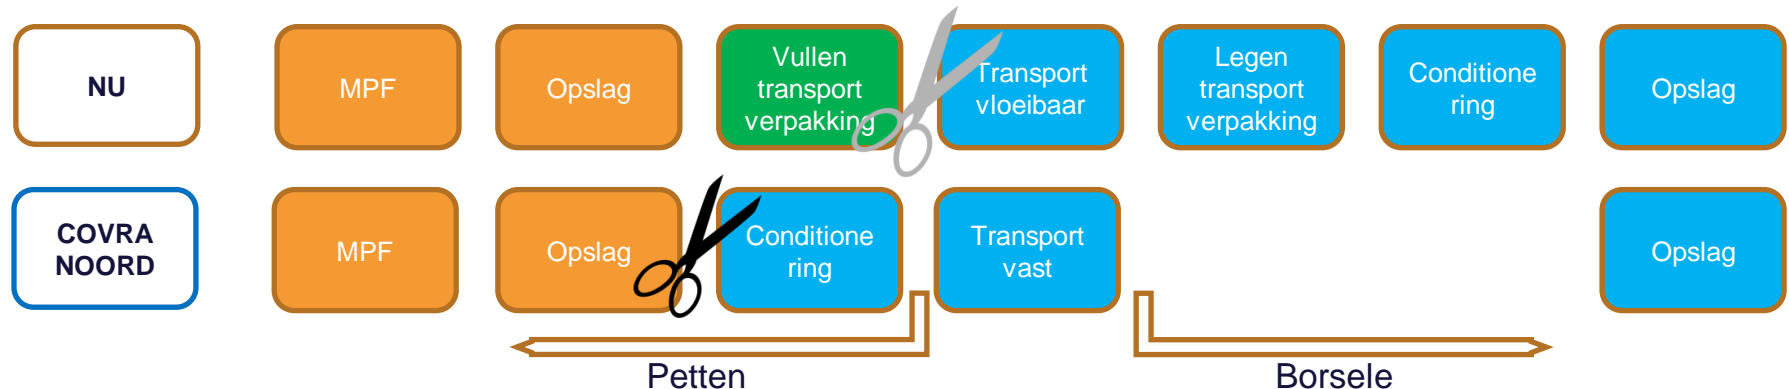 NU
MPF
Opslag
Vullen
transport
verpakking
Transport
vloeibaar
Legen
transport
verpakking
Conditione
ring
Opslag
COVRA
NOORD
MPF
Opslag
Conditione
ring
Transport
vast
Opslag
Petten
Borsele